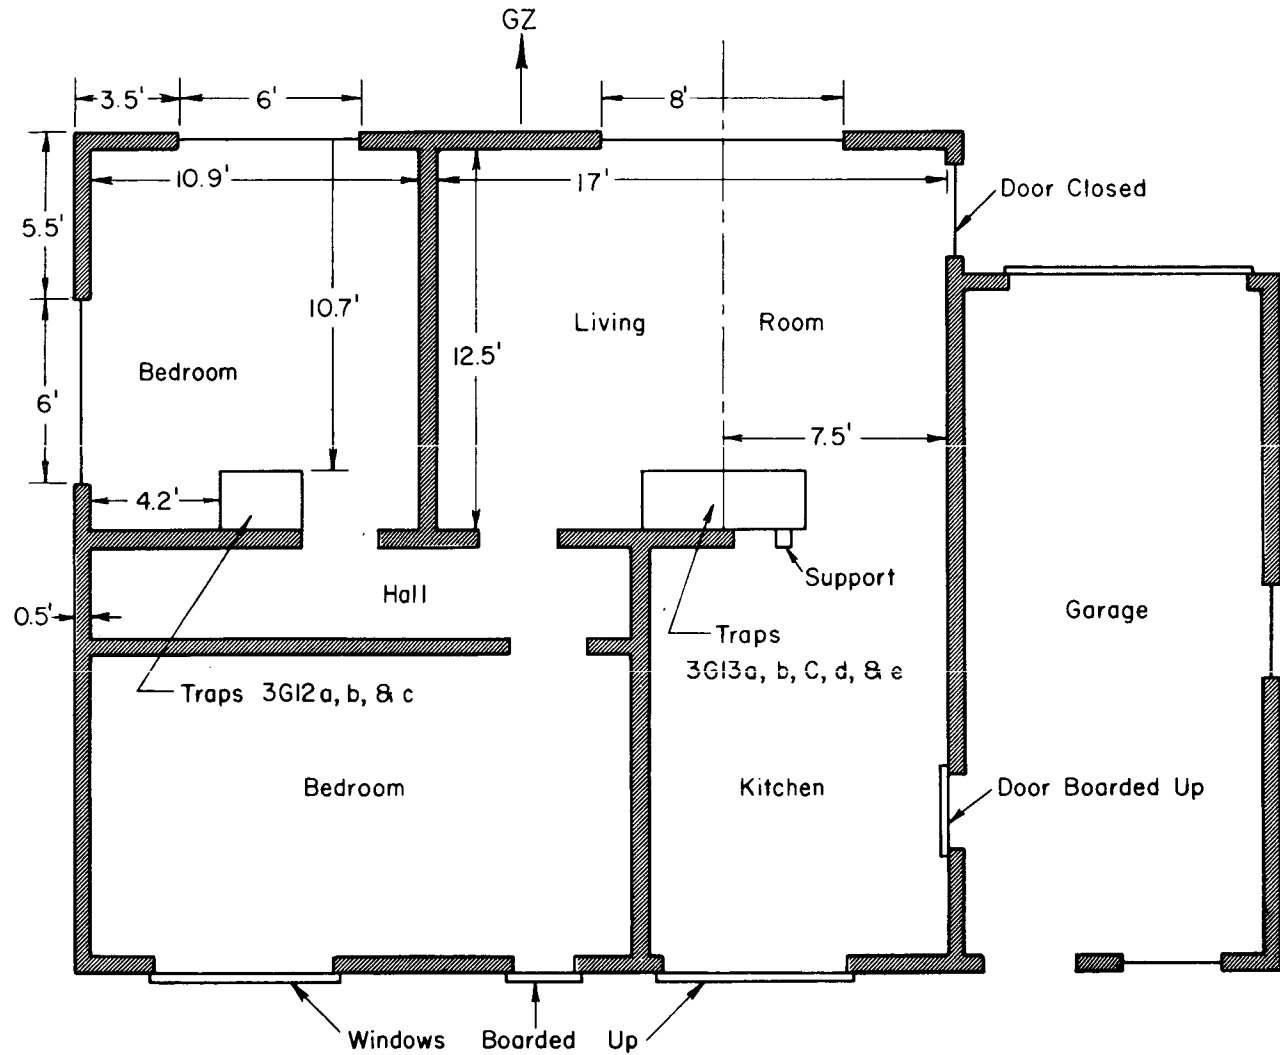 GZ
3.5'
6'
8'
10.9'
17'
Door Closed
5.5'
10.7'
Living Room
12.5'
Bedroom
6'
7.5'
4.2'
Support
Hall
0.5'
Garage
Traps
3G13a, b, C, d, & e
Traps 3G12a, b, & c
Bedroom
Kitchen
Door Boarded Up
Windows Boarded Up